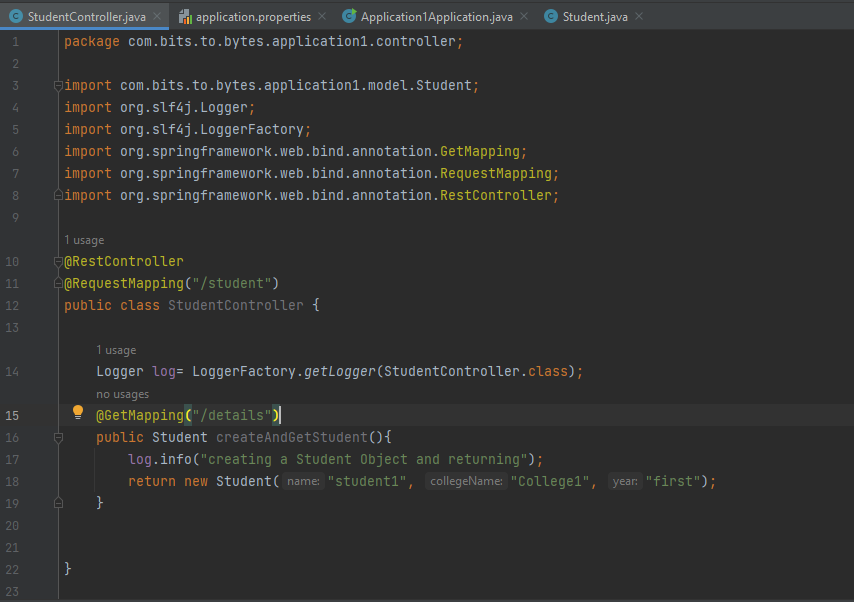 StudentController.java application.properties Application1Application.java Student.java
1 package com.bits.to.bytes.application1.controller;
2
3 import com.bits.to.bytes.application1.model.Student;
4 import org.slf4j.Logger;
5 import org.slf4j.LoggerFactory;
6 import org.springframework.web.bind.annotation.GetMapping;
7 import org.springframework.web.bind.annotation.RequestMapping;
8 import org.springframework.web.bind.annotation.RestController;
9
1 usage
10 @RestController
11 @RequestMapping("/student")
12 public class StudentController {
13
1 usage
14 Logger log= LoggerFactory.getLogger(StudentController.class);
no usages
15 @GetMapping("/details")
16 public Student createAndGetStudent(){
17 log.info("creating a Student Object and returning");
18 return new Student( name: "student1", collegeName: "College1", year: "first");
19 }
20
21
22 }
23